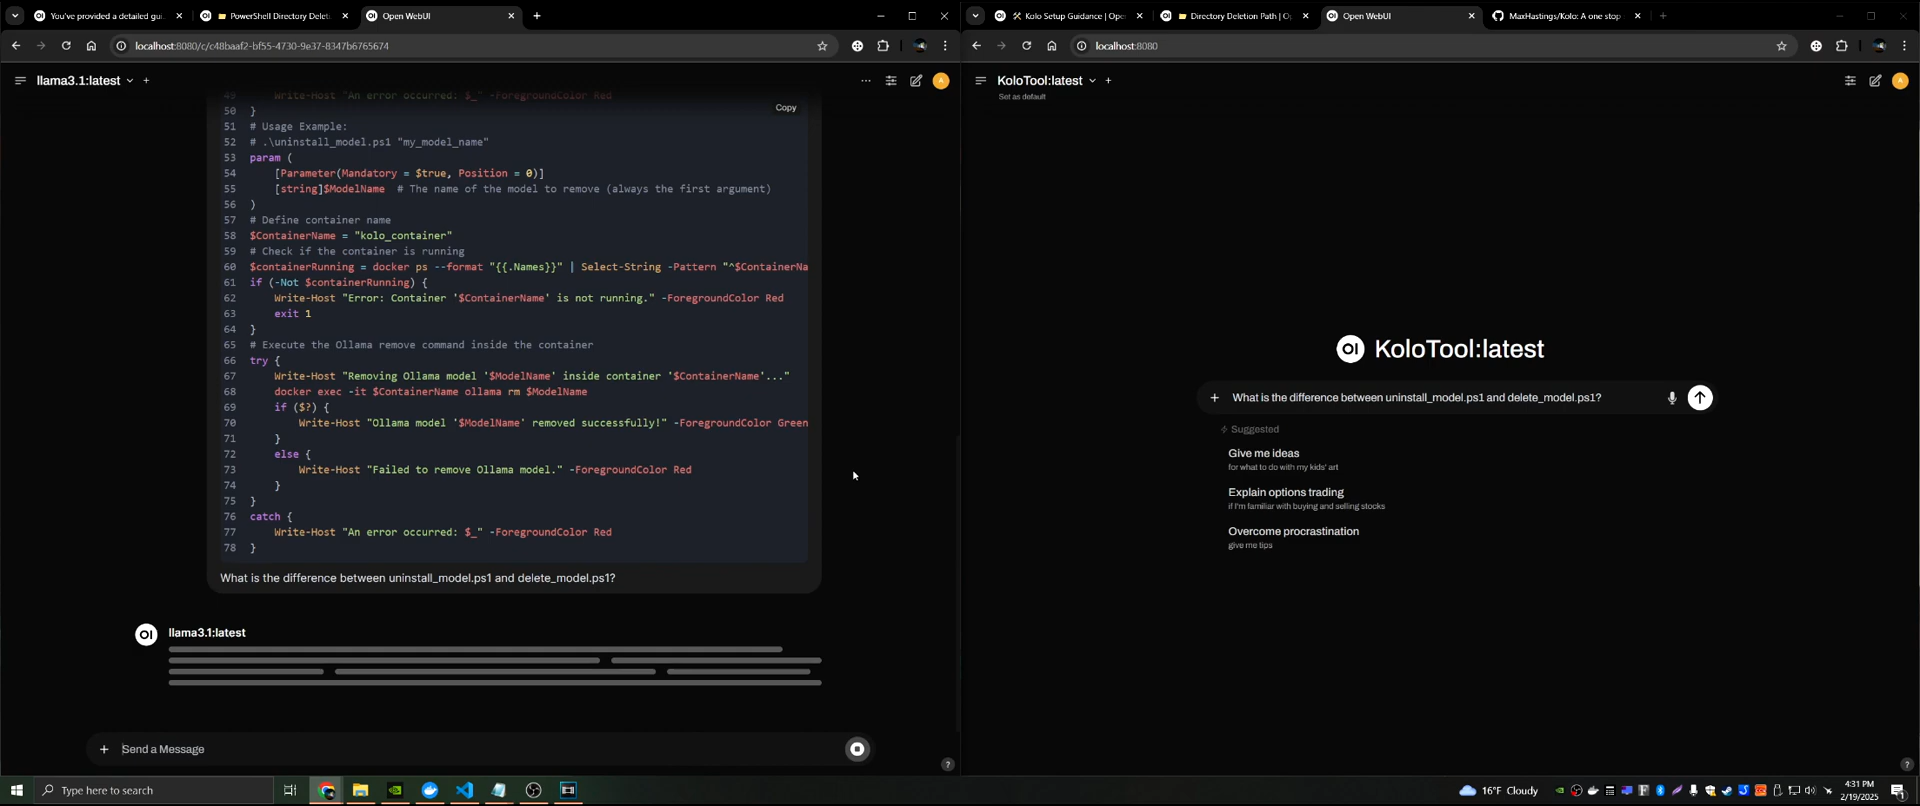 You've provided a detailed gui
PowerShell Directory Delet
Open WebUI
localhost:8080/c/c48baaf2-bf55-4730-9e37-8347b6765674
llama3.1:latest
49 Write-Host "An error occurred: $_" -ForegroundColor Red
Copy
50 }
51 # Usage Example:
52 # .\uninstall_model.ps1 "my_model_name"
53 param (
54 [Parameter(Mandatory = $true, Position = 0)]
55 [string]$ModelName # The name of the model to remove (always the first argument)
56 )
57 # Define container name
58 $ContainerName = "kolo_container"
59 # Check if the container is running
60 $containerRunning = docker ps --format "{{.Names}}" | Select-String -Pattern "^$ContainerNa
61 if (-Not $containerRunning) {
62 Write-Host "Error: Container '$ContainerName' is not running." -ForegroundColor Red
63 exit 1
64 }
65 # Execute the Ollama remove command inside the container
66 try {
67 Write-Host "Removing Ollama model '$ModelName' inside container '$ContainerName'..."
68 docker exec -it $ContainerName ollama rm $ModelName
69 if ($?) {
70 Write-Host "Ollama model '$ModelName' removed successfully!" -ForegroundColor Green
71 }
72 else {
73 Write-Host "Failed to remove Ollama model." -ForegroundColor Red
74 }
75 }
76 catch {
77 Write-Host "An error occurred: $_" -ForegroundColor Red
78 }
What is the difference between uninstall_model.ps1 and delete_model.ps1?
OI llama3.1:latest
Send a Message
Kolo Setup Guidance | Ope
Directory Deletion Path | O
Open WebUI
MaxHastings/Kolo: A one stop
localhost:8080
KoloTool:latest
Set as default
OI KoloTool:latest
What is the difference between uninstall_model.ps1 and delete_model.ps1?
Suggested
Give me ideas
for what to do with my kids' art
Explain options trading
if I'm familiar with buying and selling stocks
Overcome procrastination
give me tips
Type here to search
16°F Cloudy
4:31 PM
2/19/2025